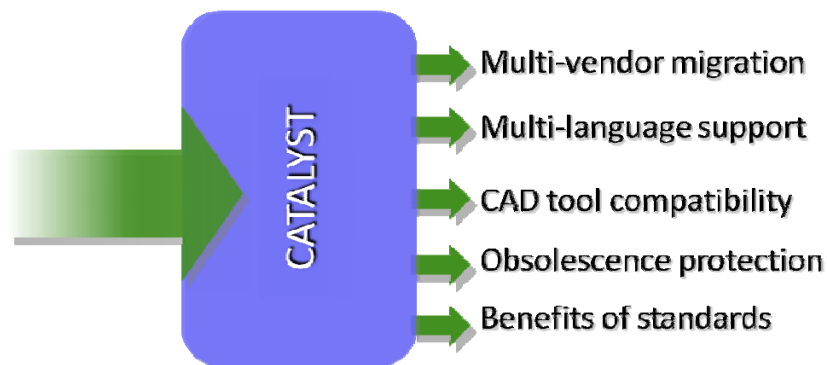 CATALYST
Multi-vendor migration
Multi-language support
CAD tool compatibility
Obsolescence protection
Benefits of standards